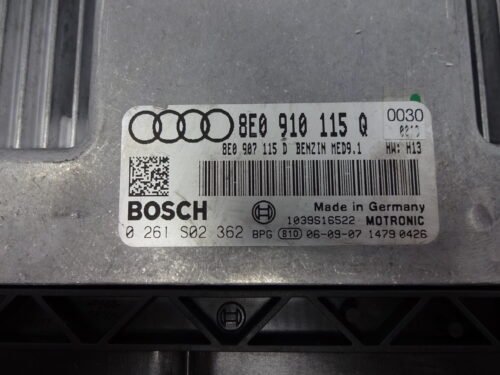 8E0 910 115 Q
0030
8E0 907 115 D BENZIN MED9.1
HW: H13
BOSCH
Made in Germany
1039S16522 MOTRONIC
0 261 S02 362 BPG 810 06-09-07 1479 0426